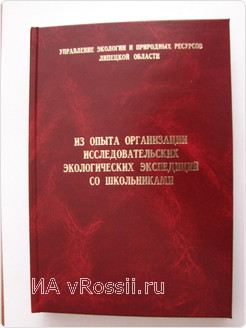 УПРАВЛЕНИЕ ЭКОЛОГИИ И ПРИРОДНЫХ РЕСУРСОВ
ЛИПЕЦКОЙ ОБЛАСТИ
ИЗ ОПЫТА ОРГАНИЗАЦИИ
ИССЛЕДОВАТЕЛЬСКИХ
ЭКОЛОГИЧЕСКИХ ЭКСПЕДИЦИЙ
СО ШКОЛЬНИКАМИ
ИА vRossii.ru